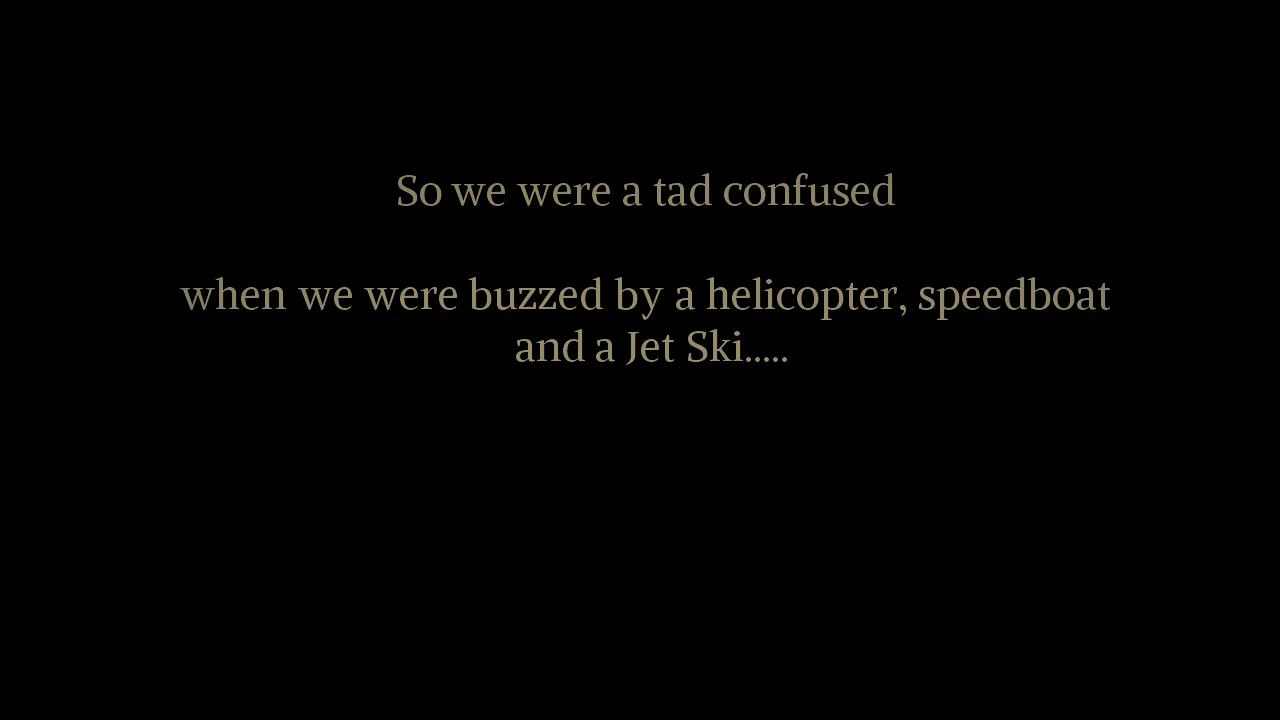 So we were a tad confused
when we were buzzed by a helicopter, speedboat
and a Jet Ski.....